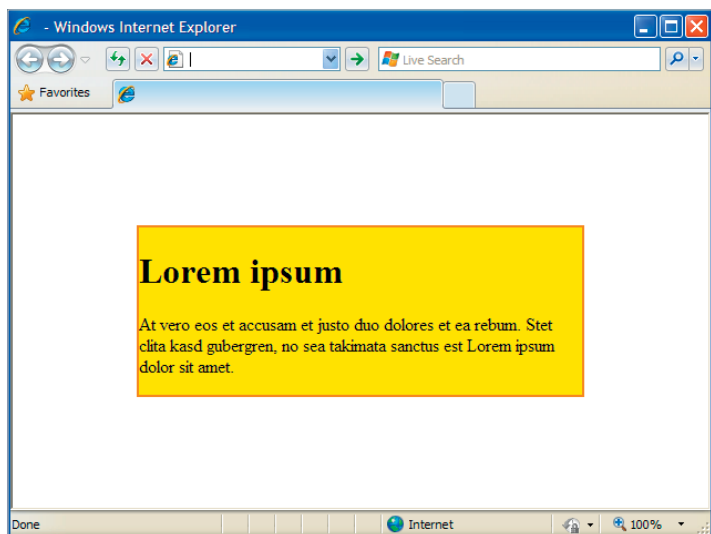 - Windows Internet Explorer
Live Search
Favorites
Lorem ipsum
At vero eos et accusam et justo duo dolores et ea rebum. Stet
clita kasd gubergren, no sea takimata sanctus est Lorem ipsum
dolor sit amet.
Done Internet 100%